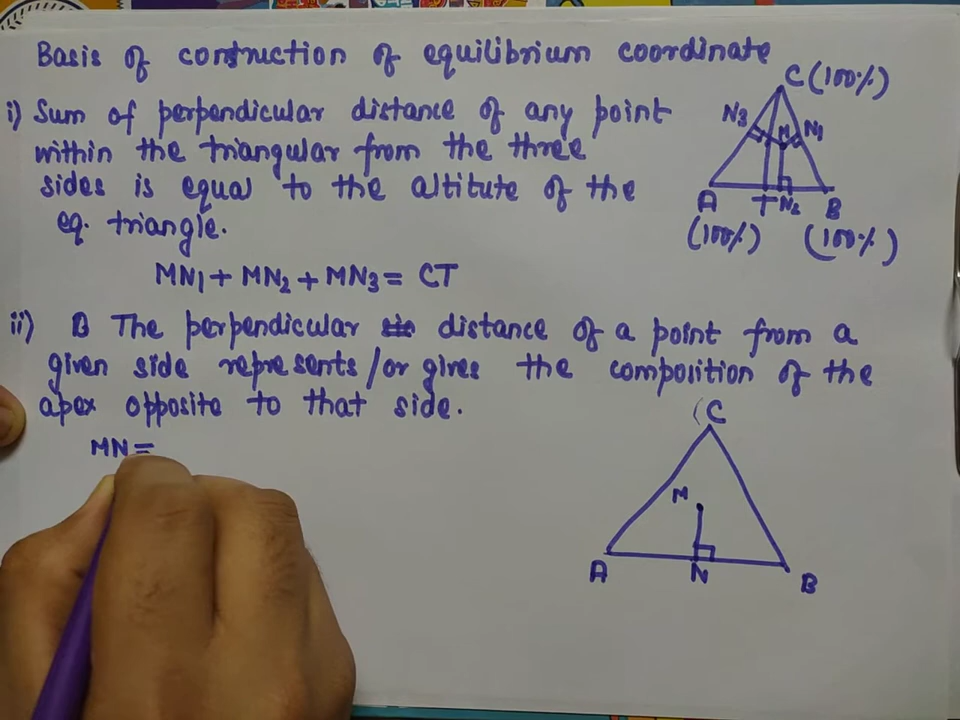 Basis of construction of equilibrium coordinate
C (100%)
i) Sum of perpendicular distance of any point
within the triangular from the three
sides is equal to the altitute of the
eq. triangle.
N3 M N1
A T N2 B
(100%) (100%)
MN1 + MN2 + MN3 = CT
ii) B The perpendicular distance of a point from a
given side represents / or gives the composition of the
apex opposite to that side.
MN =
C
M
A N B